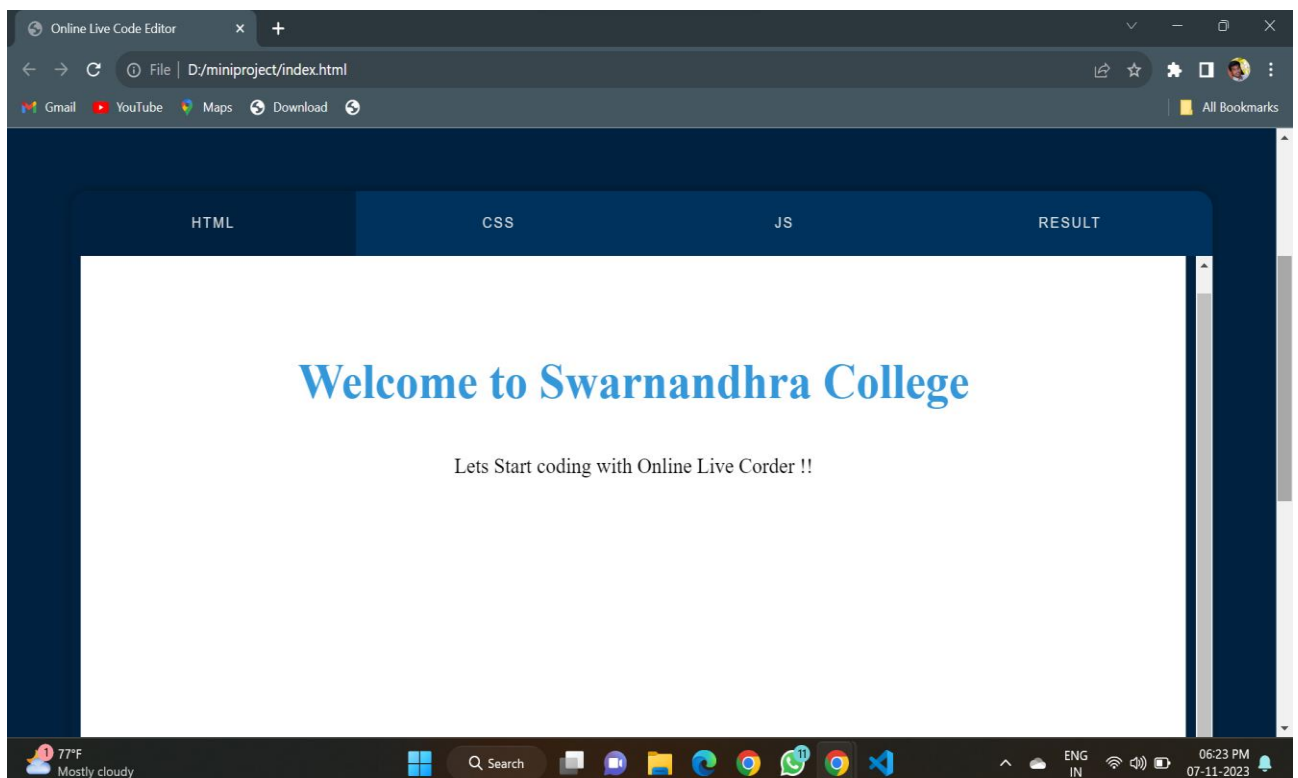 Online Live Code Editor
File | D:/miniproject/index.html
Gmail YouTube Maps Download All Bookmarks
HTML CSS JS RESULT
Welcome to Swarnandhra College
Lets Start coding with Online Live Corder !!
1
77°F
Mostly cloudy
Search
11
ENG
IN
06:23 PM
07-11-2023